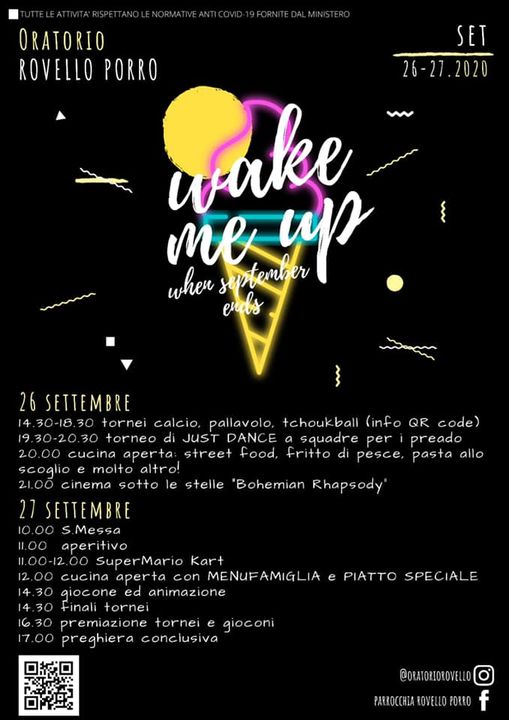 TUTTE LE ATTIVITA' RISPETTANO LE NORMATIVE ANTI COVID-19 FORNITE DAL MINISTERO
ORATORIO
ROVELLO PORRO
SET
26-27.2020
wake
me up
when september
ends
26 SETTEMBRE
14.30-18.30 tornei calcio, pallavolo, tchoukball (info QR code)
19.30-20.30 torneo di JUST DANCE a squadre per i preado
20.00 cucina aperta: street food, fritto di pesce, pasta allo
scoglio e molto altro!
21.00 cinema sotto le stelle "Bohemian Rhapsody"
27 SETTEMBRE
10.00 S.Messa
11.00 aperitivo
11.00-12.00 SuperMario Kart
12.00 cucina aperta con MENUFAMIGLIA e PIATTO SPECIALE
14.30 giocone ed animazione
14.30 finali tornei
16.30 premiazione tornei e gioconi
17.00 preghiera conclusiva
@ORATORIOROVELLO
PARROCCHIA ROVELLO PORRO